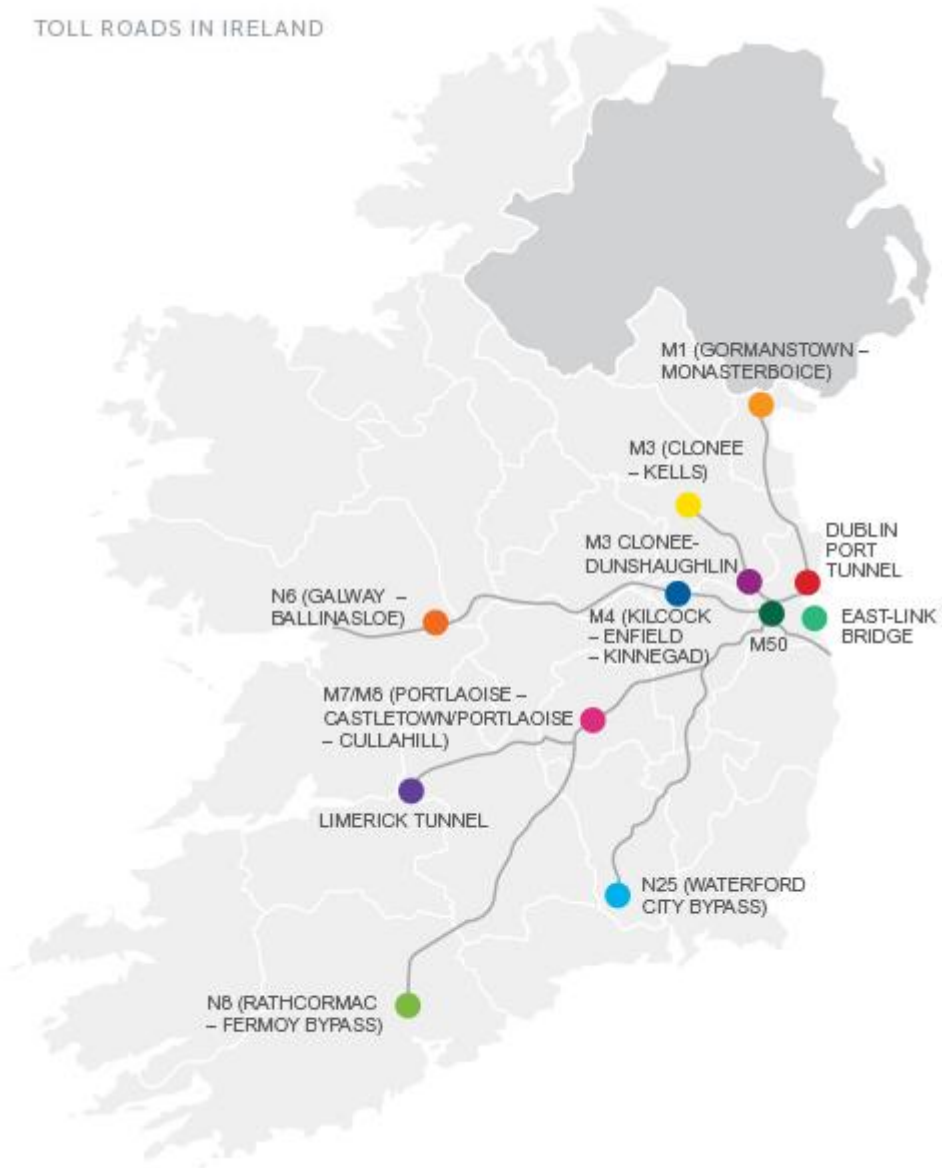 TOLL ROADS IN IRELAND
M1 (GORMANSTOWN –
MONASTERBOICE)
M3 (CLONEE
– KELLS)
DUBLIN
PORT
TUNNEL
M3 CLONEE-
DUNSHAUGHLIN
N6 (GALWAY –
BALLINASLOE)
M4 (KILCOCK
– ENFIELD
– KINNEGAD)
M50
EAST-LINK
BRIDGE
M7/M8 (PORTLAOISE –
CASTLETOWN/PORTLAOISE
– CULLAHILL)
LIMERICK TUNNEL
N25 (WATERFORD
CITY BYPASS)
N8 (RATHCORMAC
– FERMOY BYPASS)